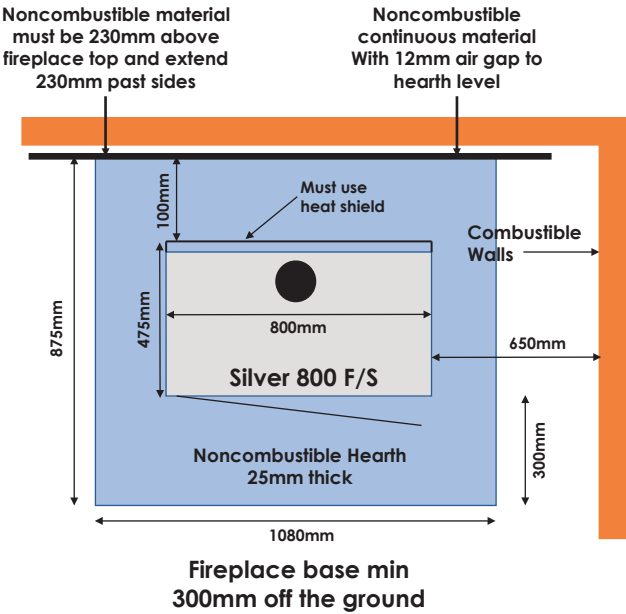 Noncombustible material
must be 230mm above
fireplace top and extend
230mm past sides
Noncombustible
continuous material
With 12mm air gap to
hearth level
100mm
Must use
heat shield
Combustible
Walls
875mm
475mm
800mm
650mm
Silver 800 F/S
300mm
Noncombustible Hearth
25mm thick
1080mm
Fireplace base min
300mm off the ground